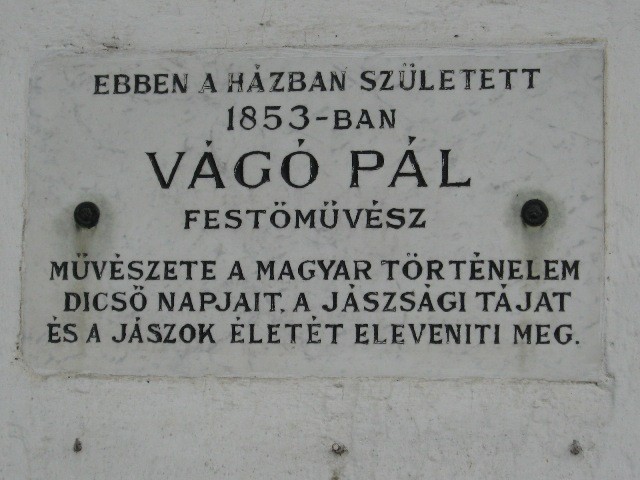 EBBEN A HÁZBAN SZÜLETETT
1853-BAN
VÁGÓ PÁL
FESTŐMŰVÉSZ
MŰVÉSZETE A MAGYAR TÖRTÉNELEM
DICSŐ NAPJAIT, A JÁSZSÁGI TÁJAT
ÉS A JÁSZOK ÉLETÉT ELEVENITI MEG.